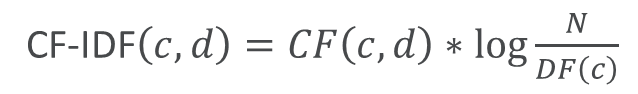 CF-IDF(c, d) = CF(c, d) * log N/DF(c)